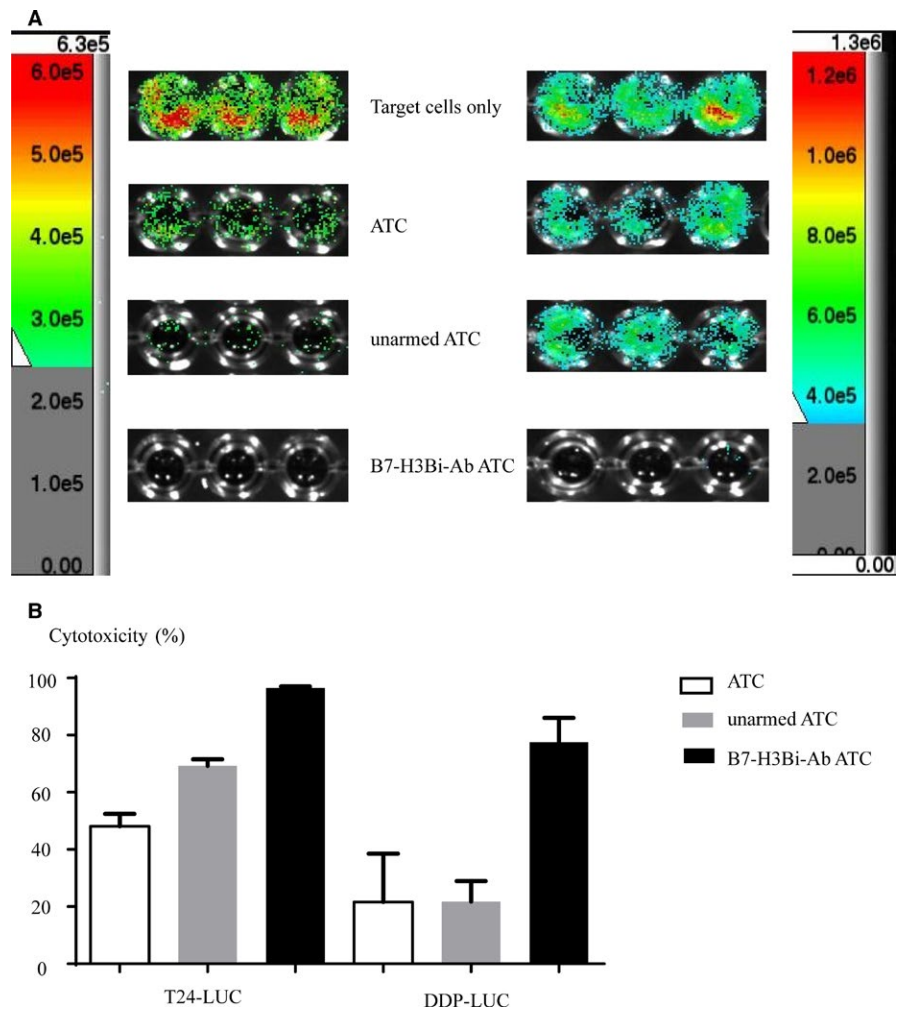 A
6.3e5
6.0e5
5.0e5
4.0e5
3.0e5
2.0e5
1.0e5
0.00
Target cells only
ATC
unarmed ATC
B7-H3Bi-Ab ATC
1.3e6
1.2e6
1.0e6
8.0e5
6.0e5
4.0e5
2.0e5
0.00
0.00
B
Cytotoxicity (%)
100
80
60
40
20
0
T24-LUC
DDP-LUC
ATC
unarmed ATC
B7-H3Bi-Ab ATC